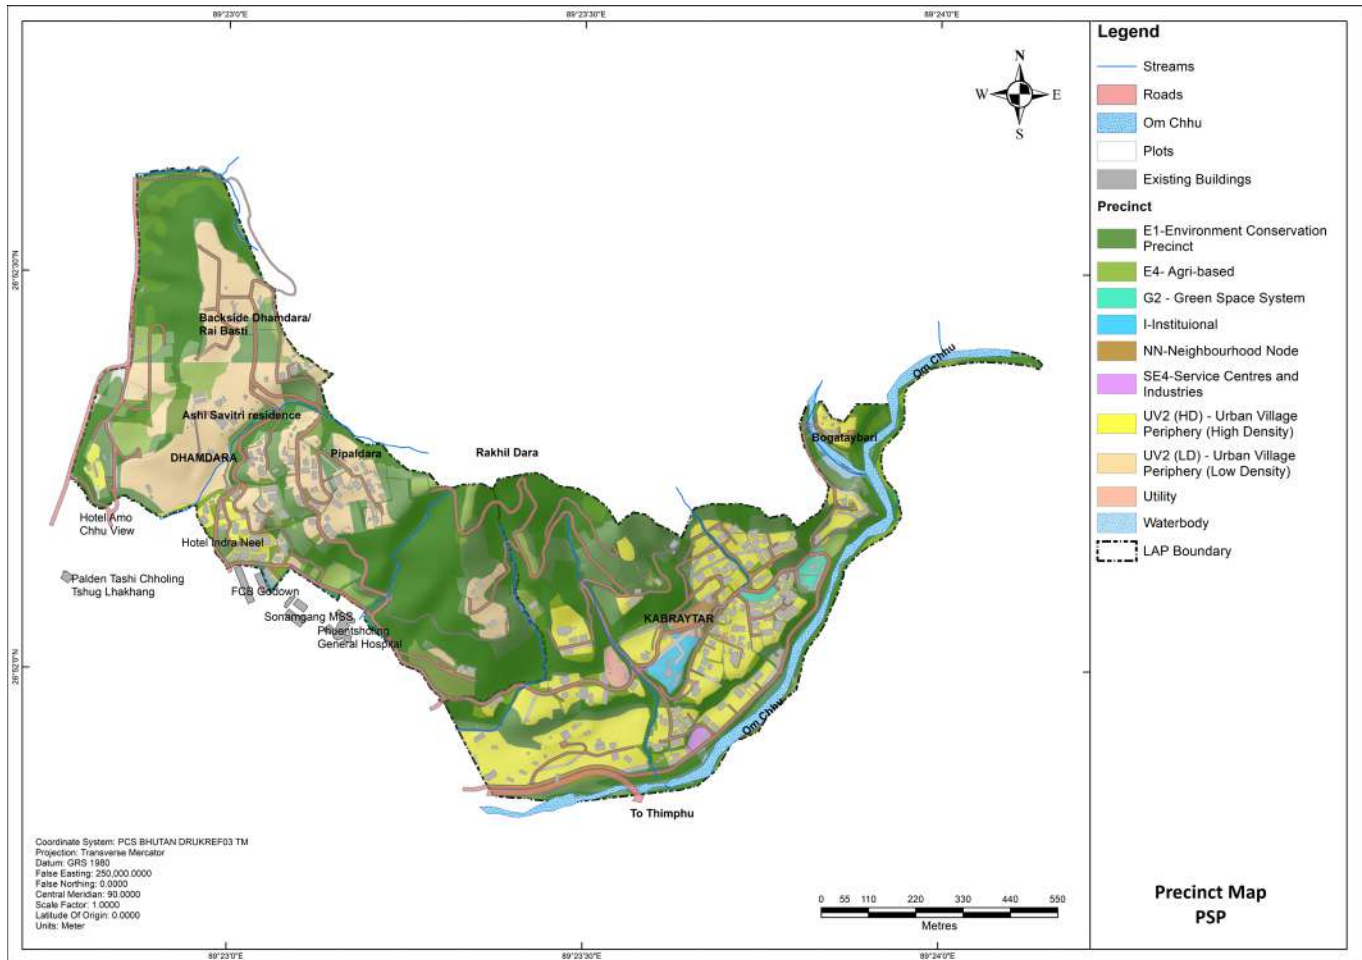 89°23'0"E
89°23'30"E
89°24'0"E
26°52'30"N
26°52'0"N
N
W
E
S
Backside Dhamdara/
Rai Basti
Ashi Savitri residence
DHAMDARA
Pipaldara
Rakhil Dara
Om Chhu
Bogataybari
Hotel Amo
Chhu View
Hotel Indra Neel
Palden Tashi Chholing
Tshug Lhakhang
FCB Godown
Sonamgang MSS
Phuentsholing
General Hospital
KABRAYTAR
Om Chhu
To Thimphu
Coordinate System: PCS BHUTAN DRUKREF03 TM
Projection: Transverse Mercator
Datum: GRS 1980
False Easting: 250,000.0000
False Northing: 0.0000
Central Meridian: 90.0000
Scale Factor: 1.0000
Latitude Of Origin: 0.0000
Units: Meter
0 55 110 220 330 440 550
Metres
89°23'0"E
89°23'30"E
89°24'0"E
Legend
Streams
Roads
Om Chhu
Plots
Existing Buildings
Precinct
E1-Environment Conservation
Precinct
E4- Agri-based
G2 - Green Space System
I-Instituional
NN-Neighbourhood Node
SE4-Service Centres and
Industries
UV2 (HD) - Urban Village
Periphery (High Density)
UV2 (LD) - Urban Village
Periphery (Low Density)
Utility
Waterbody
LAP Boundary
Precinct Map
PSP